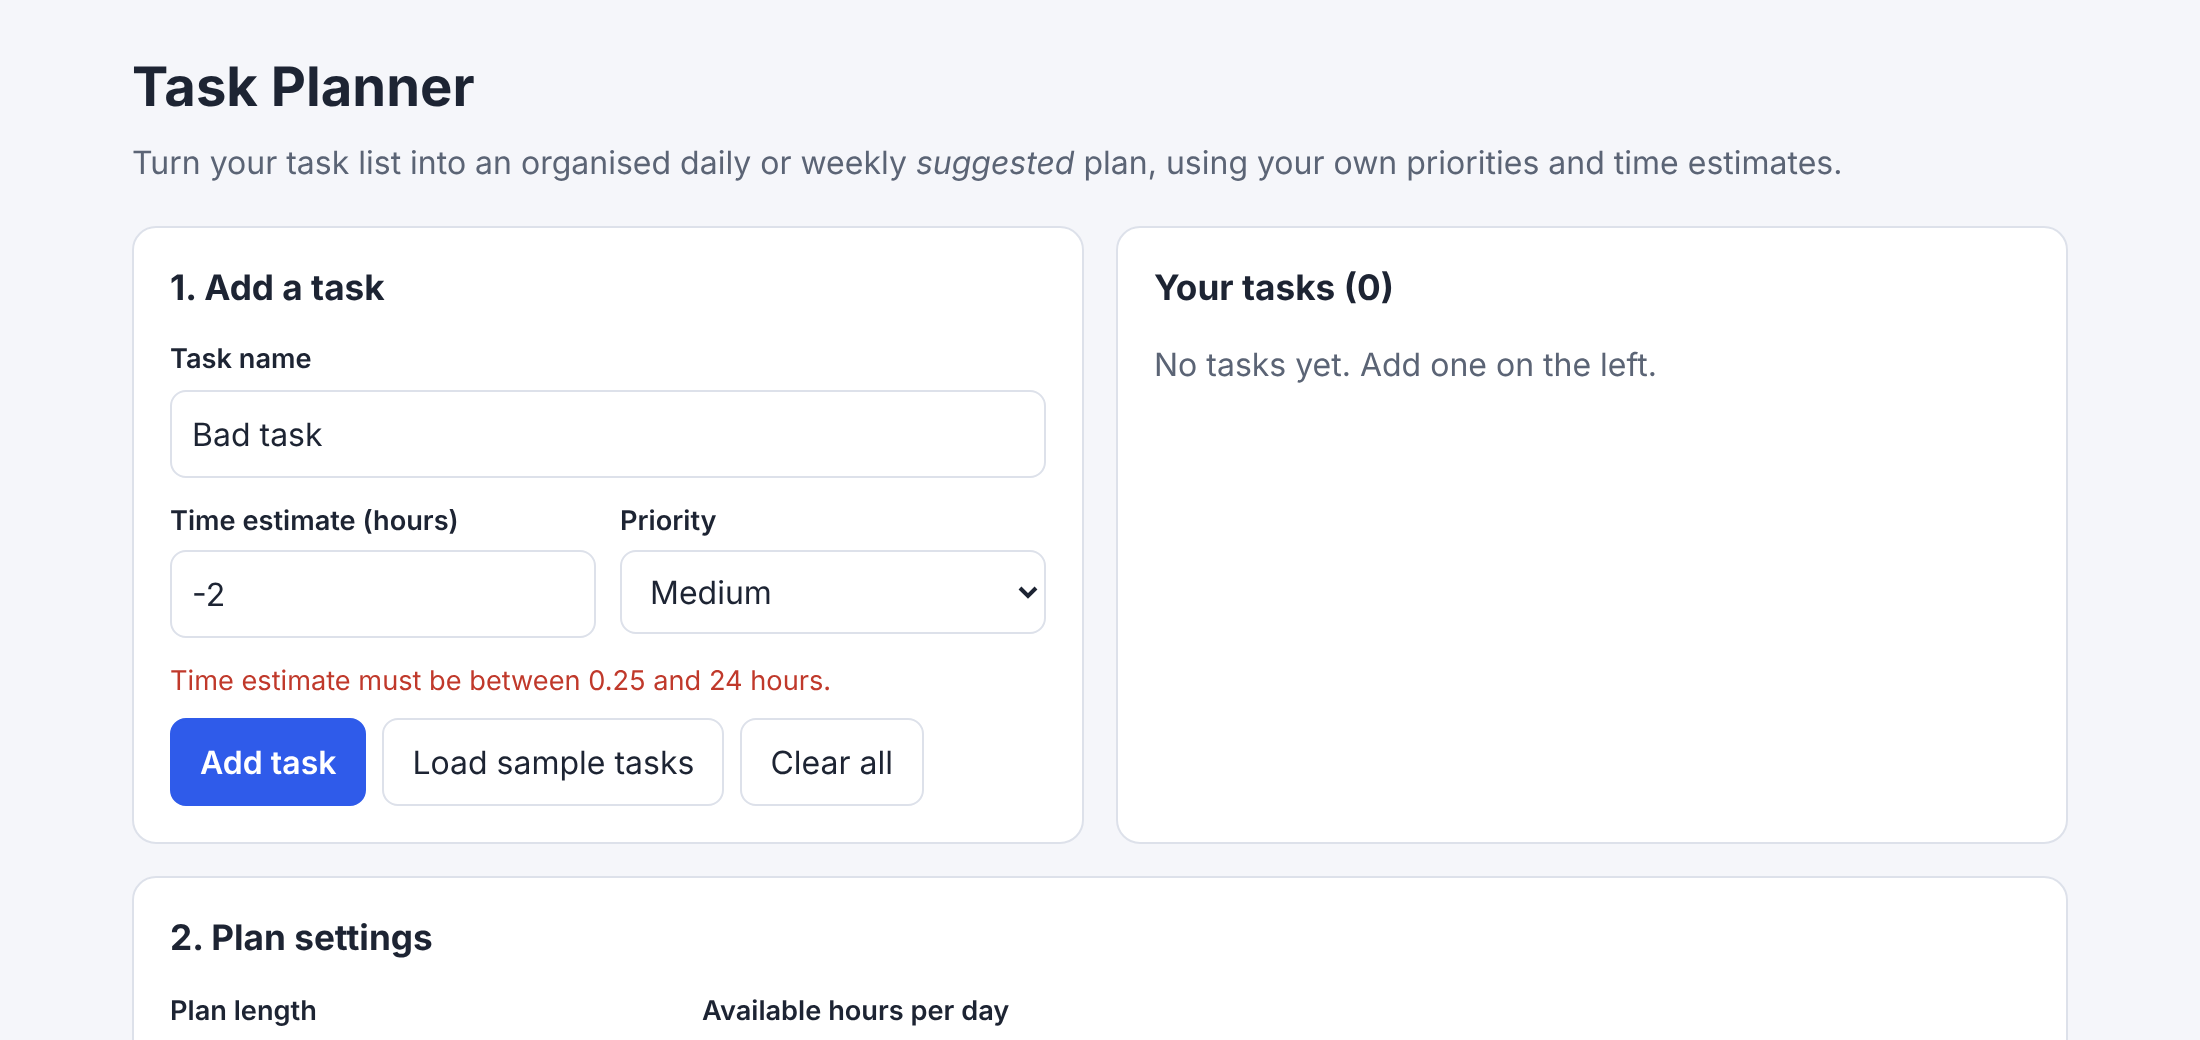 Task Planner
Turn your task list into an organised daily or weekly suggested plan, using your own priorities and time estimates.
1. Add a task
Task name
Bad task
Time estimate (hours)
Priority
-2
Medium
Time estimate must be between 0.25 and 24 hours.
Add task
Load sample tasks
Clear all
Your tasks (0)
No tasks yet. Add one on the left.
2. Plan settings
Plan length
Available hours per day